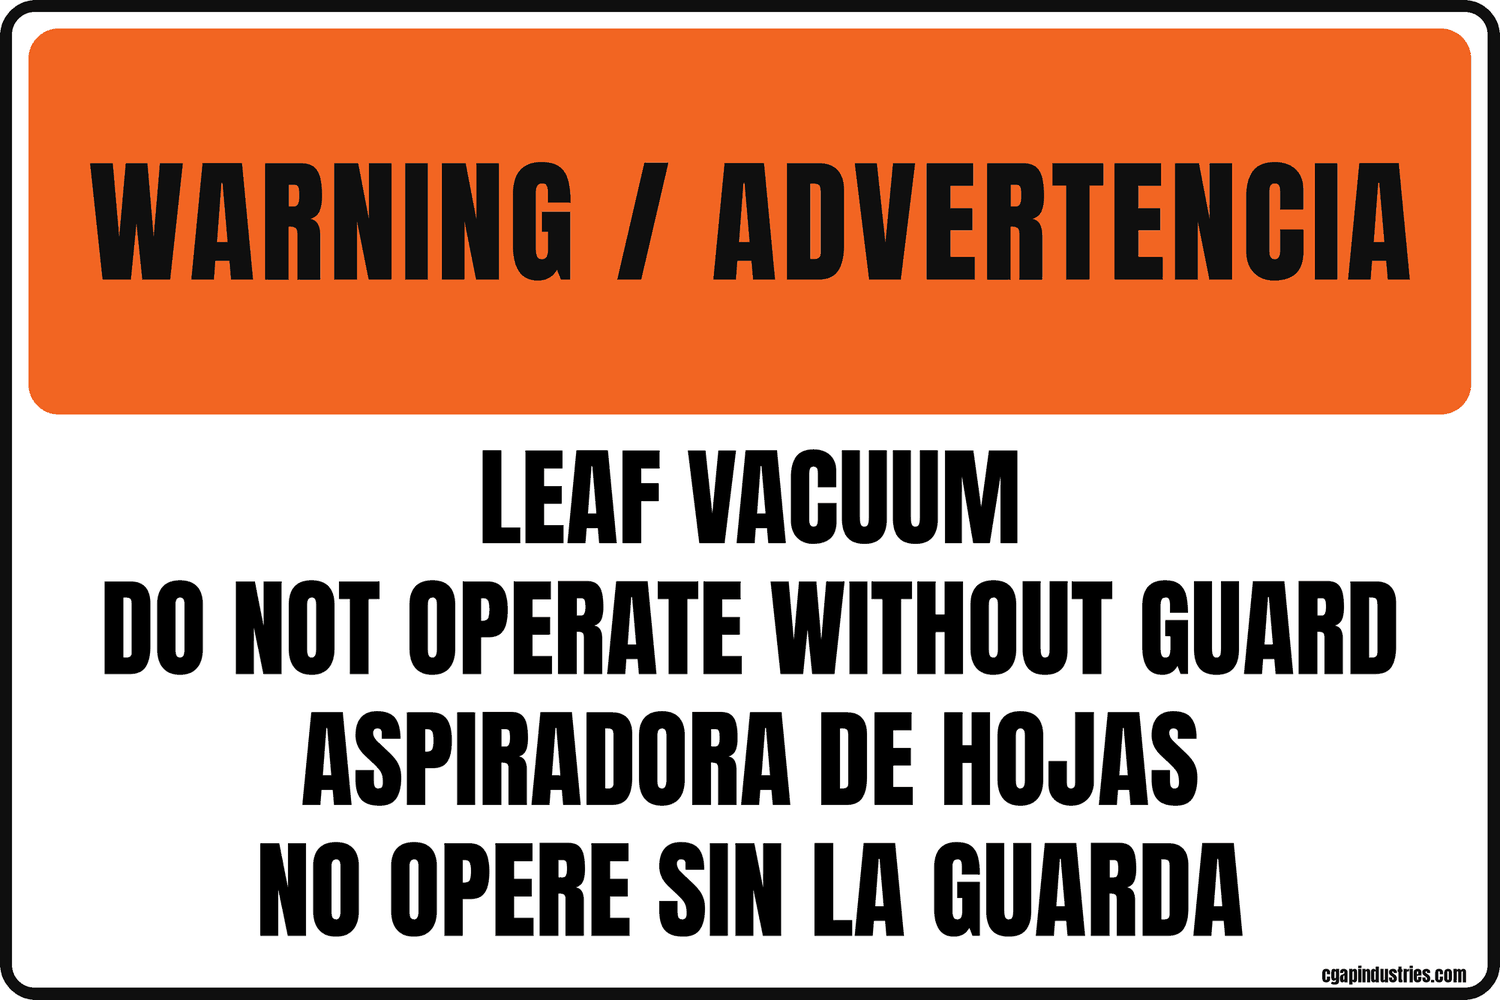 WARNING / ADVERTENCIA
LEAF VACUUM
DO NOT OPERATE WITHOUT GUARD
ASPIRADORA DE HOJAS
NO OPERE SIN LA GUARDA
cgapindustries.com